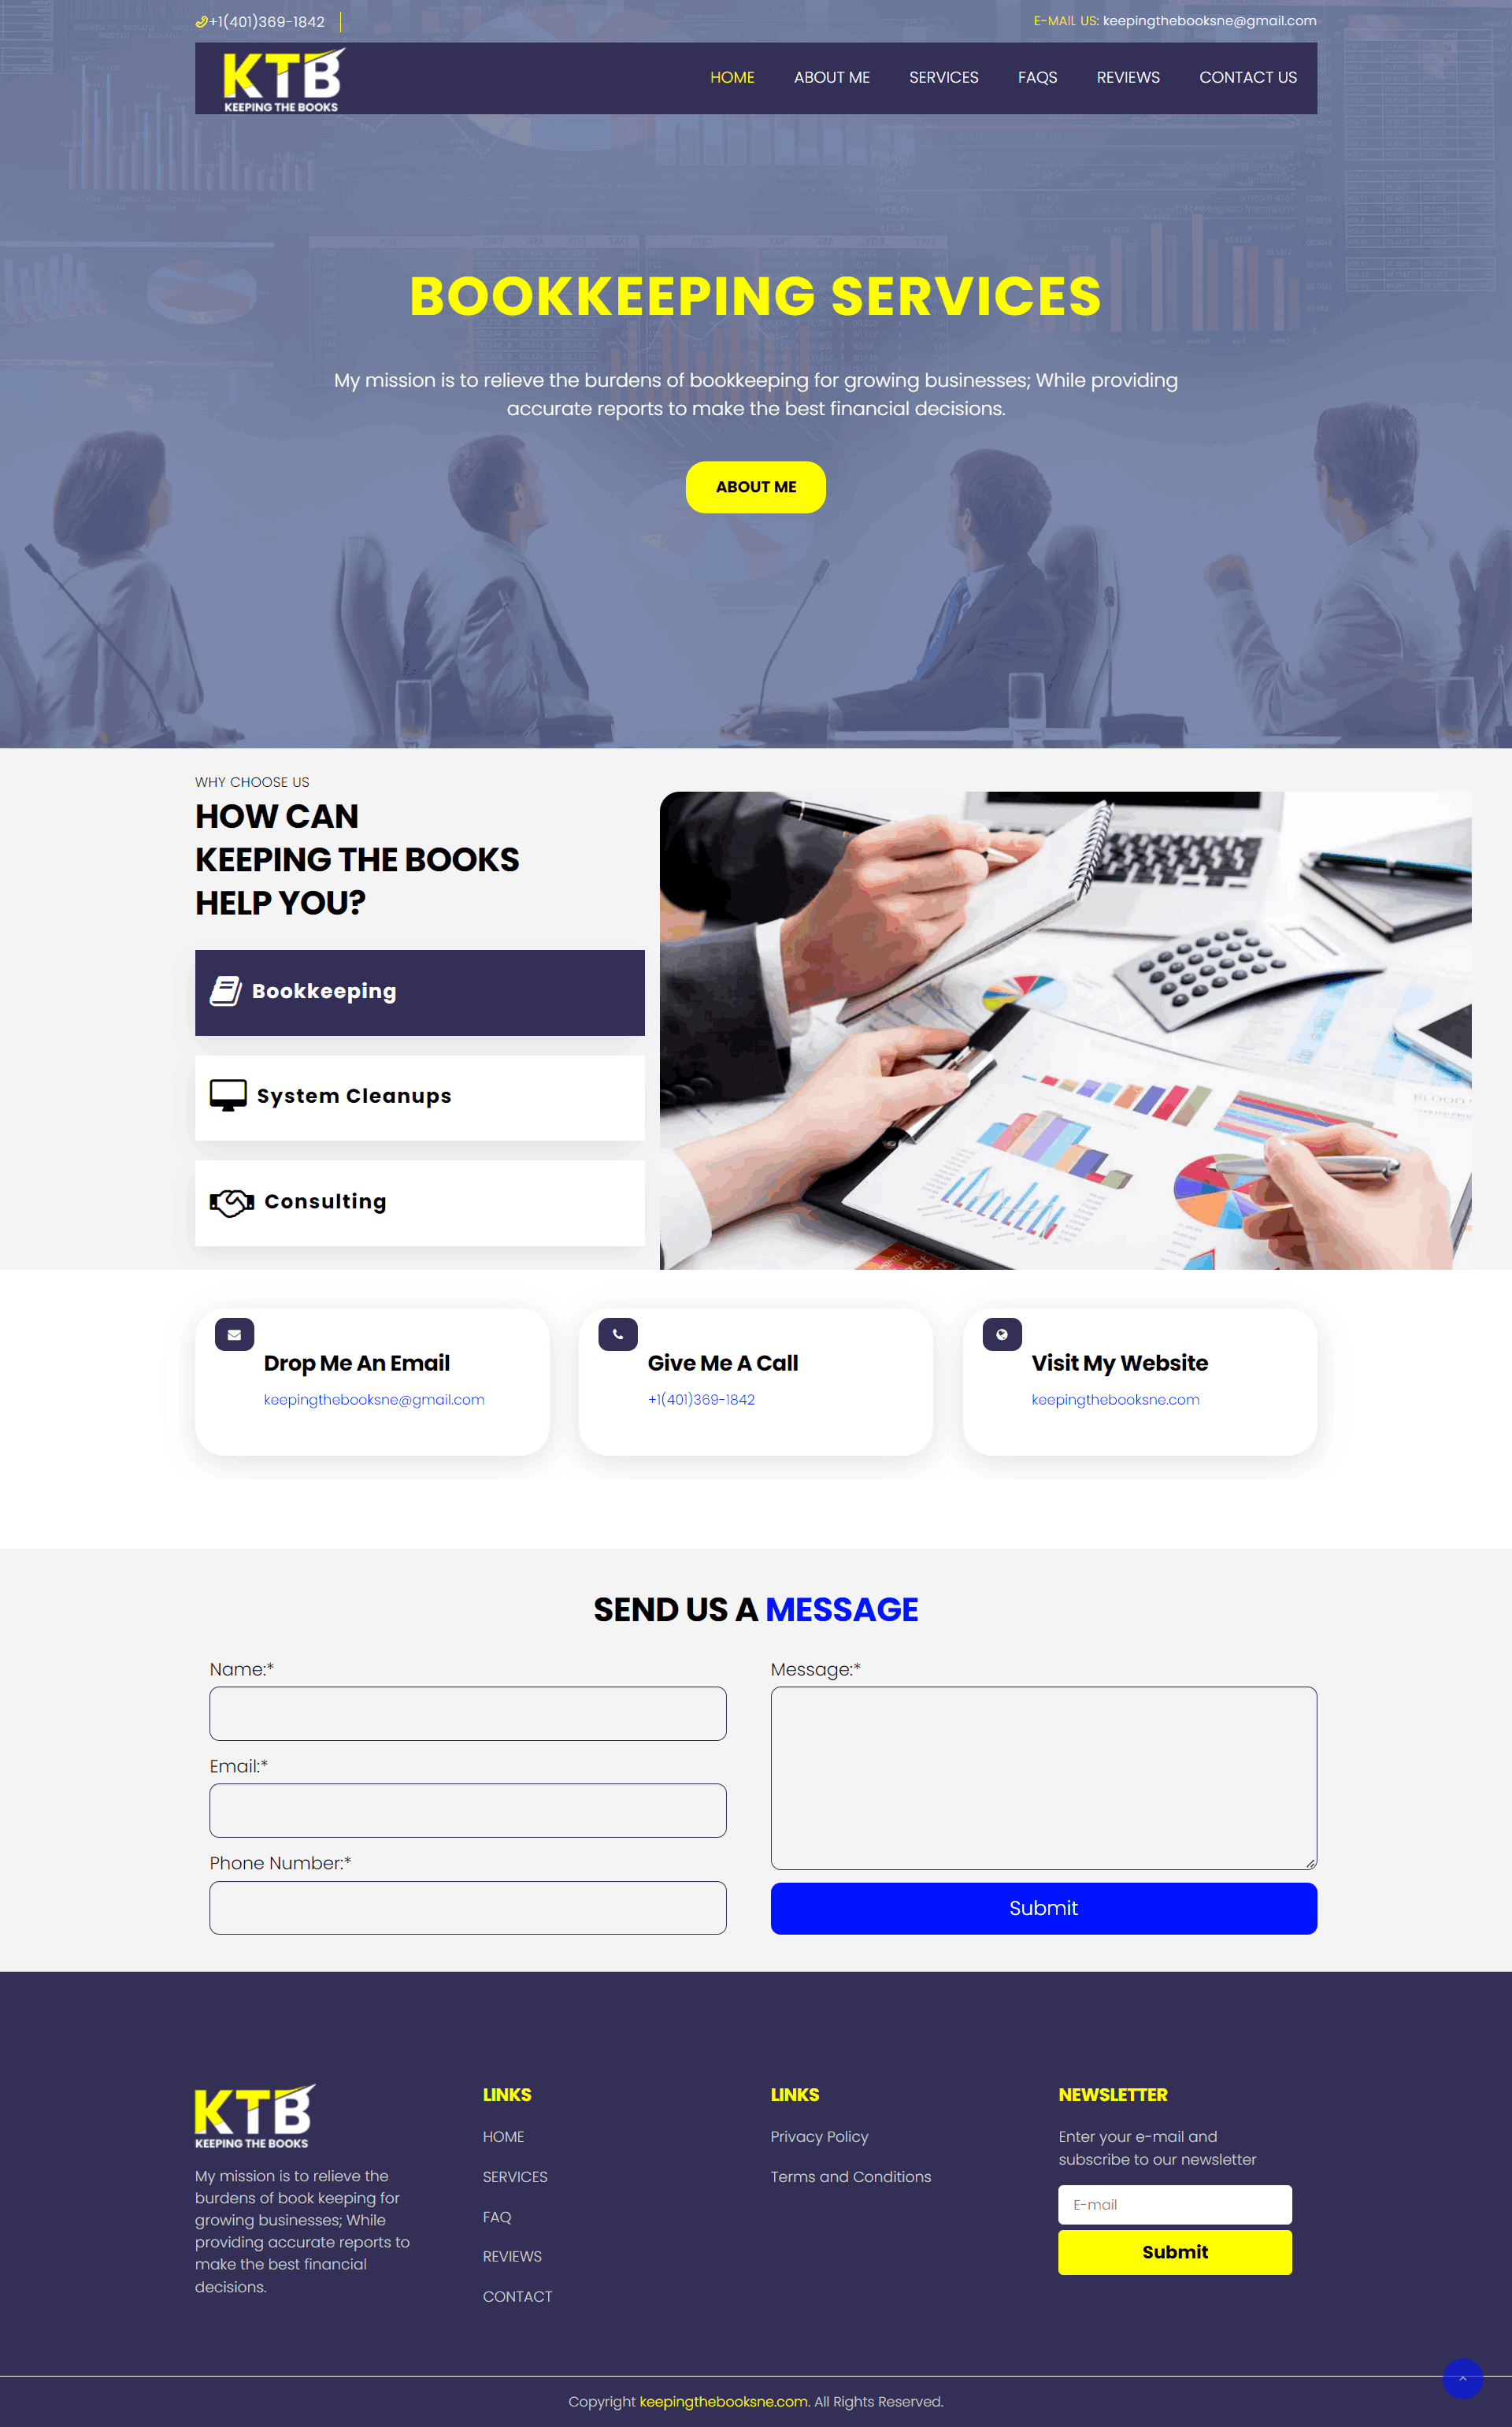 +1(401)369-1842
E-MAIL US: keepingthebooksne@gmail.com
KTB
KEEPING THE BOOKS
HOME
ABOUT ME
SERVICES
FAQS
REVIEWS
CONTACT US
BOOKKEEPING SERVICES
My mission is to relieve the burdens of bookkeeping for growing businesses; While providing
accurate reports to make the best financial decisions.
ABOUT ME
WHY CHOOSE US
HOW CAN
KEEPING THE BOOKS
HELP YOU?
Bookkeeping
System Cleanups
Consulting
Drop Me An Email
keepingthebooksne@gmail.com
Give Me A Call
+1(401)369-1842
Visit My Website
keepingthebooksne.com
SEND US A MESSAGE
Name:*
Email:*
Phone Number:*
Message:*
Submit
KTB
KEEPING THE BOOKS
My mission is to relieve the
burdens of book keeping for
growing businesses; While
providing accurate reports to
make the best financial
decisions.
LINKS
HOME
SERVICES
FAQ
REVIEWS
CONTACT
LINKS
Privacy Policy
Terms and Conditions
NEWSLETTER
Enter your e-mail and
subscribe to our newsletter
E-mail
Submit
Copyright keepingthebooksne.com. All Rights Reserved.